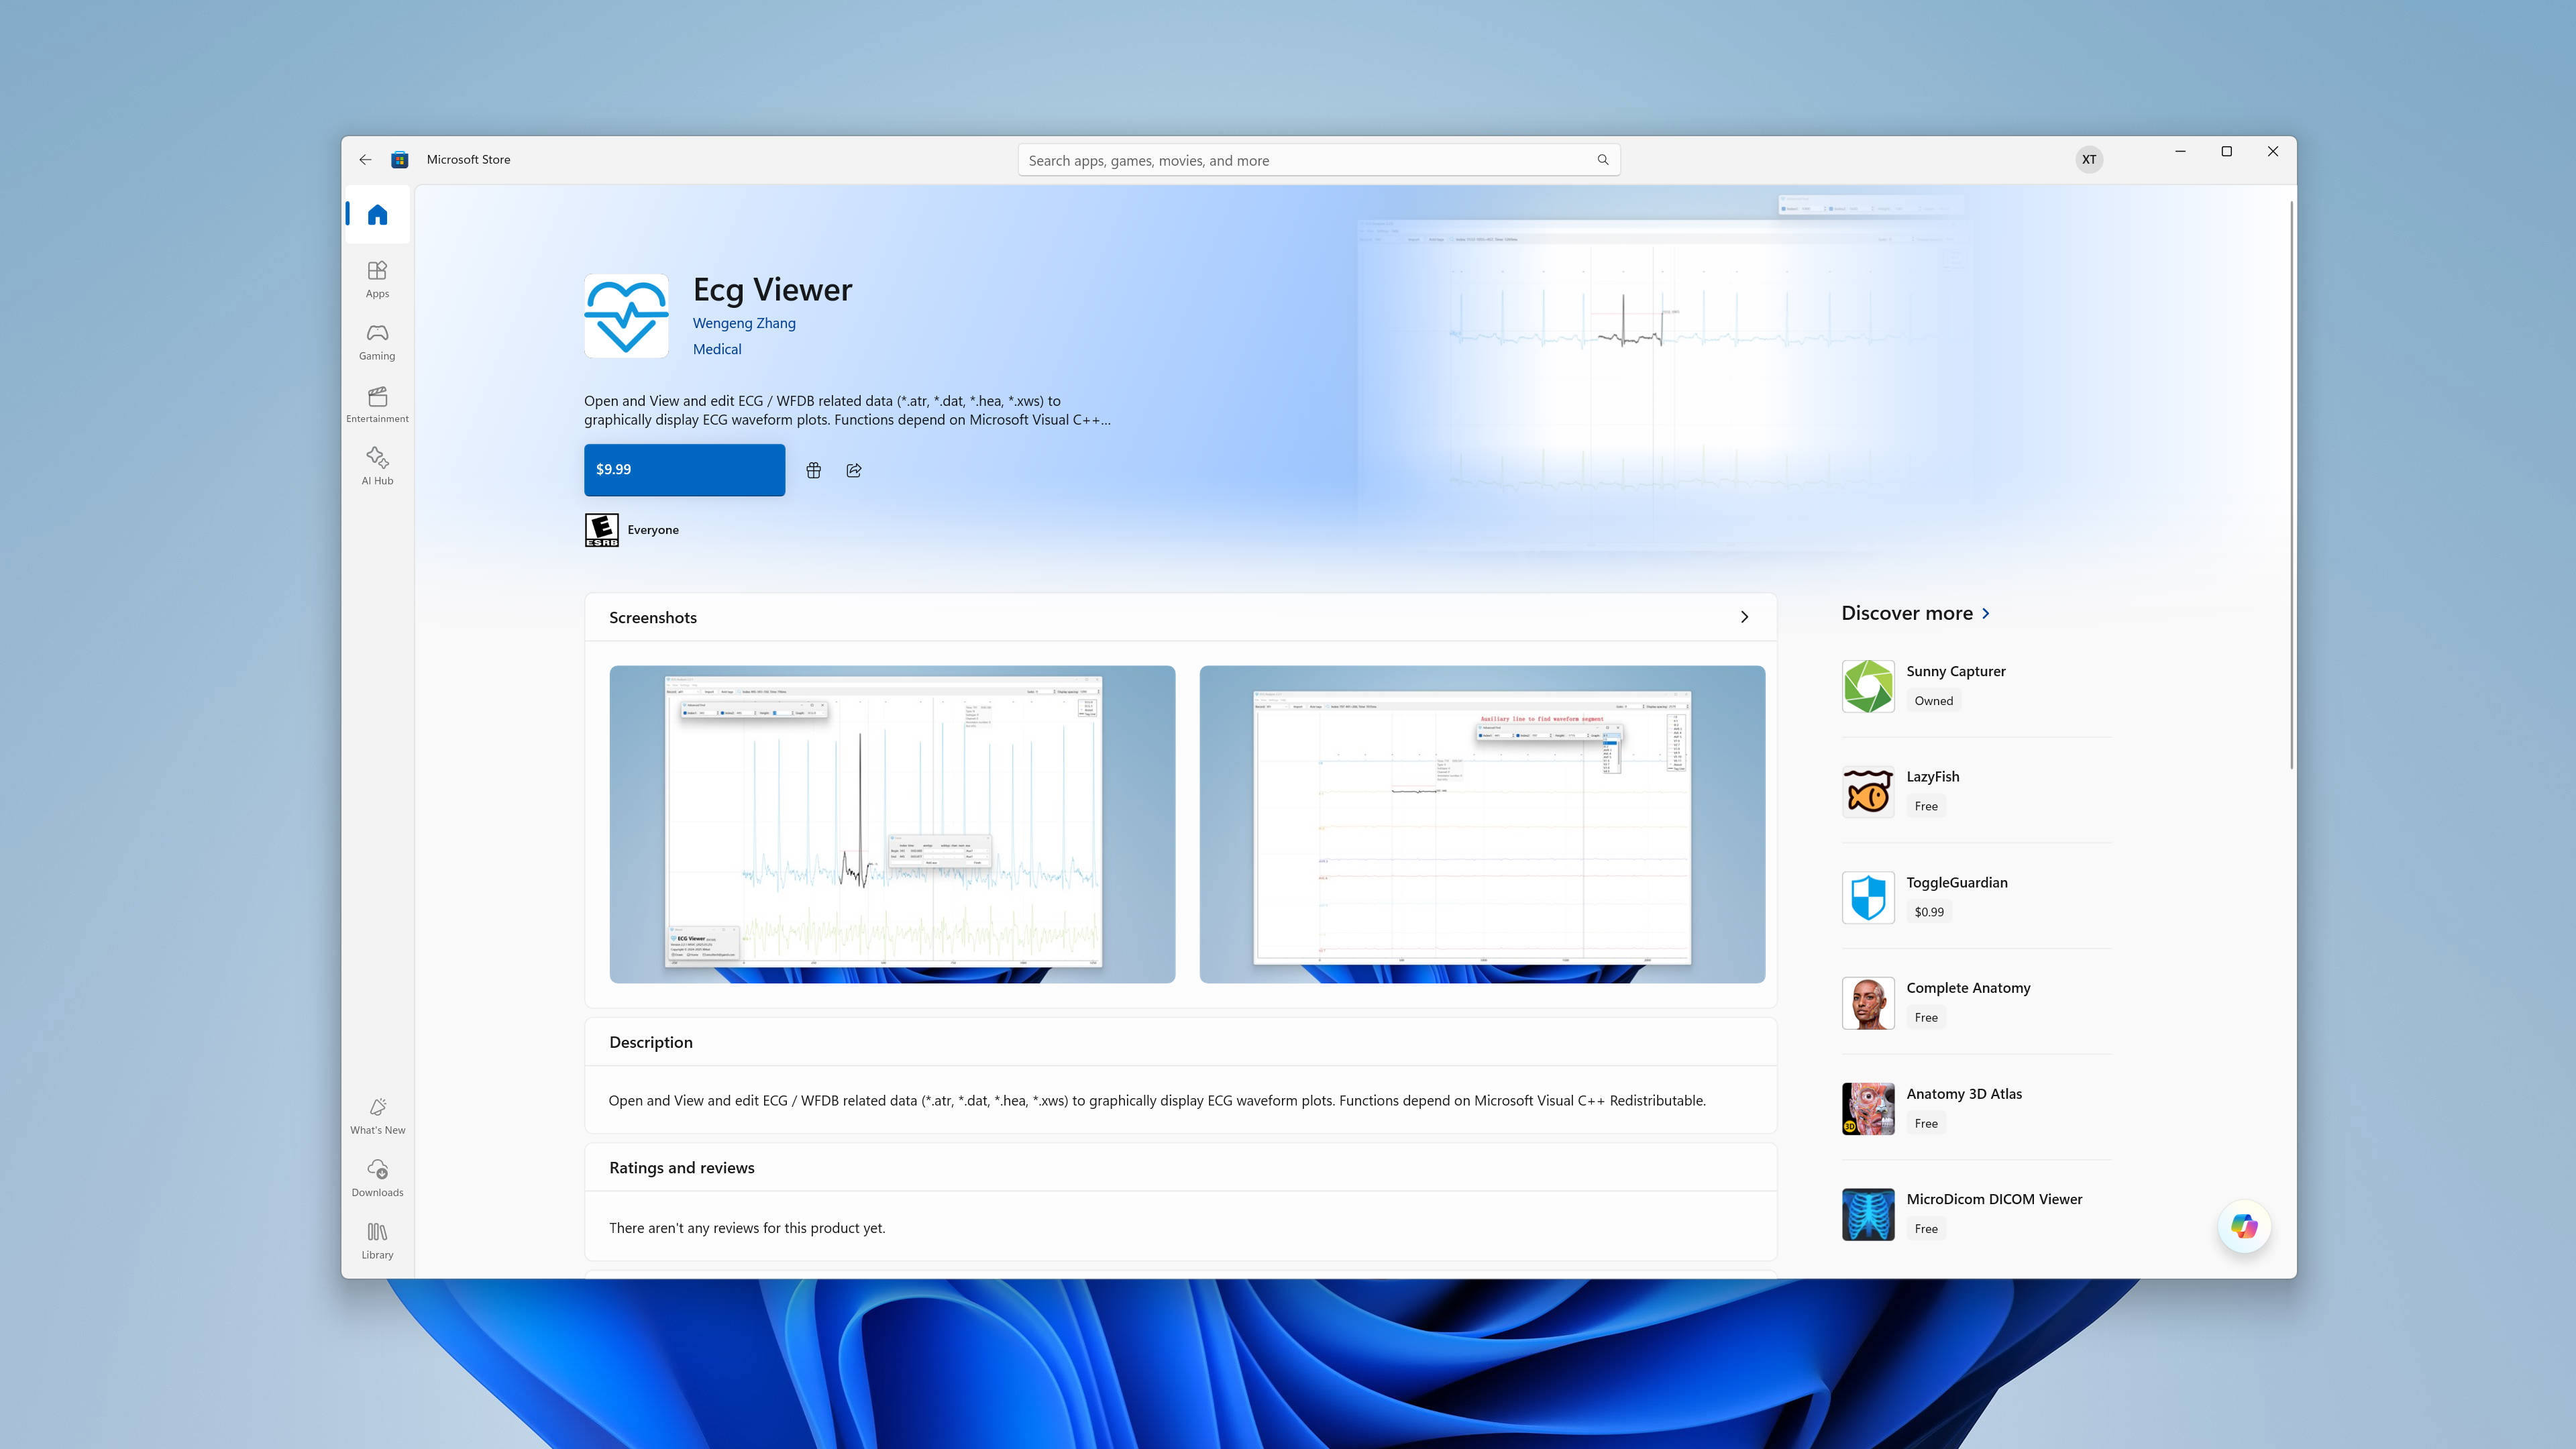 Microsoft Store
Search apps, games, movies, and more
XT
Apps
Gaming
Entertainment
AI Hub
What's New
Downloads
Library
Ecg Viewer
Wengeng Zhang
Medical
Open and View and edit ECG / WFDB related data (*.atr, *.dat, *.hea, *.xws) to
graphically display ECG waveform plots. Functions depend on Microsoft Visual C++...
$9.99
E
ESRB
Everyone
Screenshots
ECG Viewer
Auxiliary line to find waveform segment
Description
Open and View and edit ECG / WFDB related data (*.atr, *.dat, *.hea, *.xws) to graphically display ECG waveform plots. Functions depend on Microsoft Visual C++ Redistributable.
Ratings and reviews
There aren't any reviews for this product yet.
Discover more
Sunny Capturer
Owned
LazyFish
Free
ToggleGuardian
$0.99
Complete Anatomy
Free
3D
Anatomy 3D Atlas
Free
MicroDicom DICOM Viewer
Free